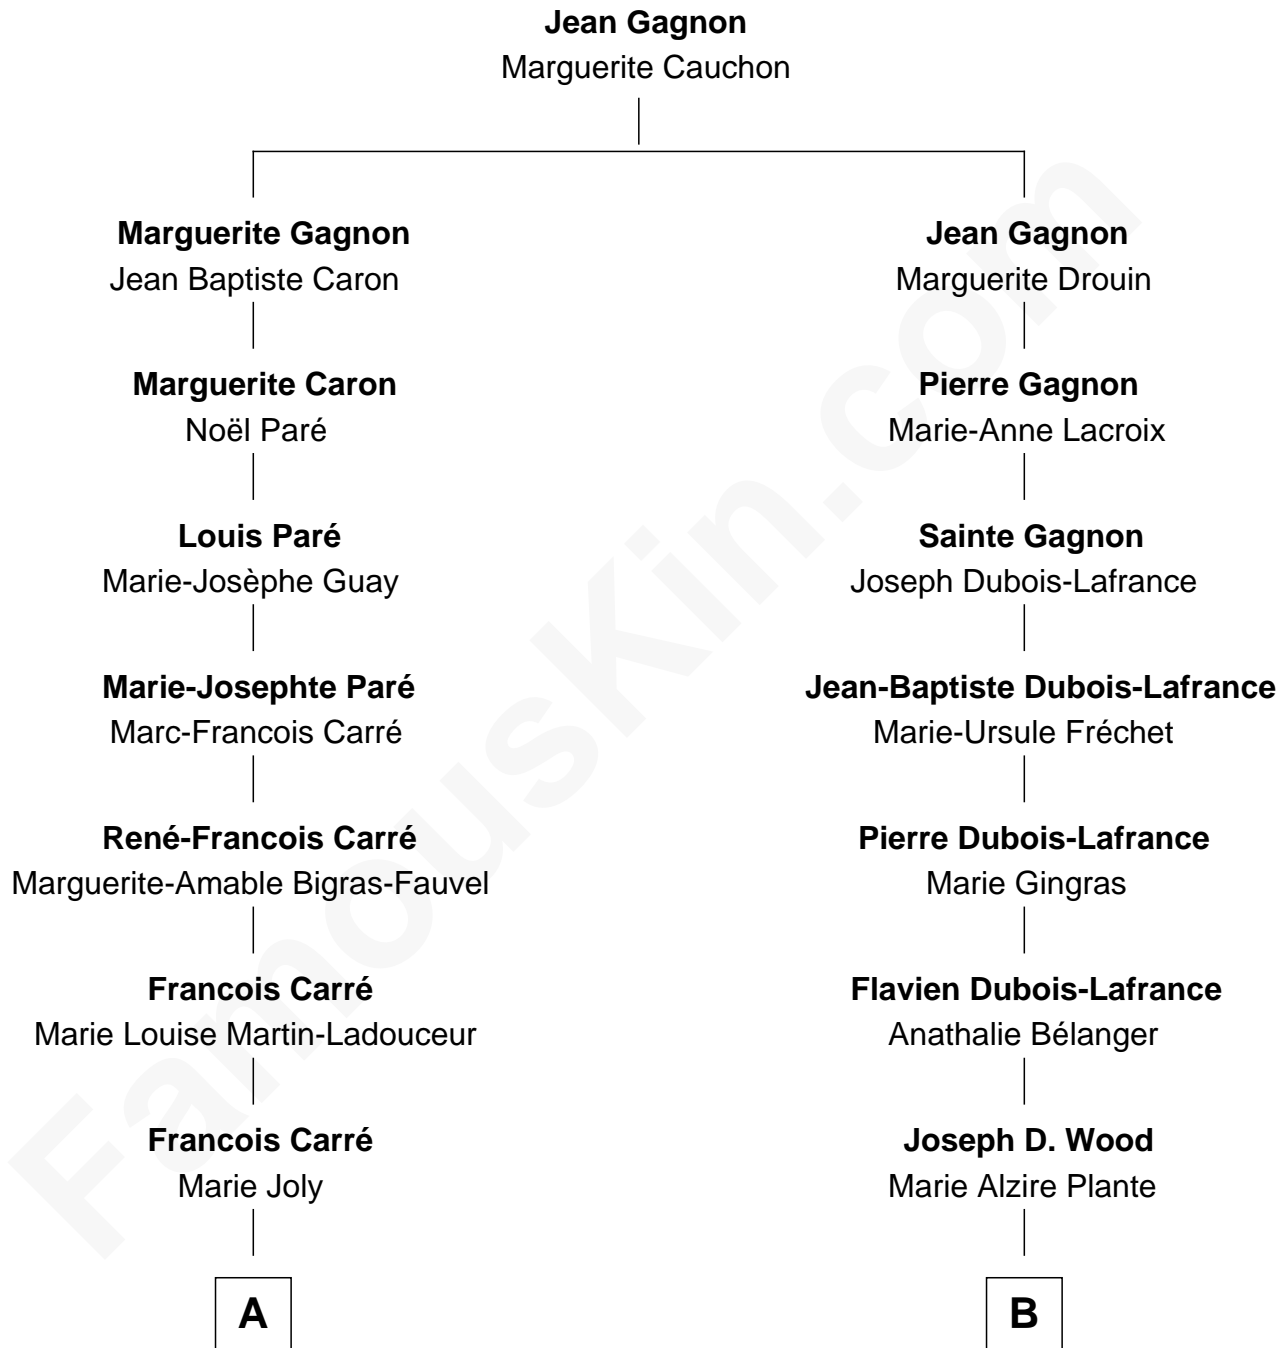 Jean Gagnon
Marguerite Cauchon
Marguerite Gagnon
Jean Baptiste Caron
Marguerite Caron
Noël Paré
Louis Paré
Marie-Josèphe Guay
Marie-Josephte Paré
Marc-Francois Carré
René-Francois Carré
Marguerite-Amable Bigras-Fauvel
Francois Carré
Marie Louise Martin-Ladouceur
Francois Carré
Marie Joly
A
Jean Gagnon
Marguerite Drouin
Pierre Gagnon
Marie-Anne Lacroix
Sainte Gagnon
Joseph Dubois-Lafrance
Jean-Baptiste Dubois-Lafrance
Marie-Ursule Fréchet
Pierre Dubois-Lafrance
Marie Gingras
Flavien Dubois-Lafrance
Anathalie Bélanger
Joseph D. Wood
Marie Alzire Plante
B
FamousKin.com